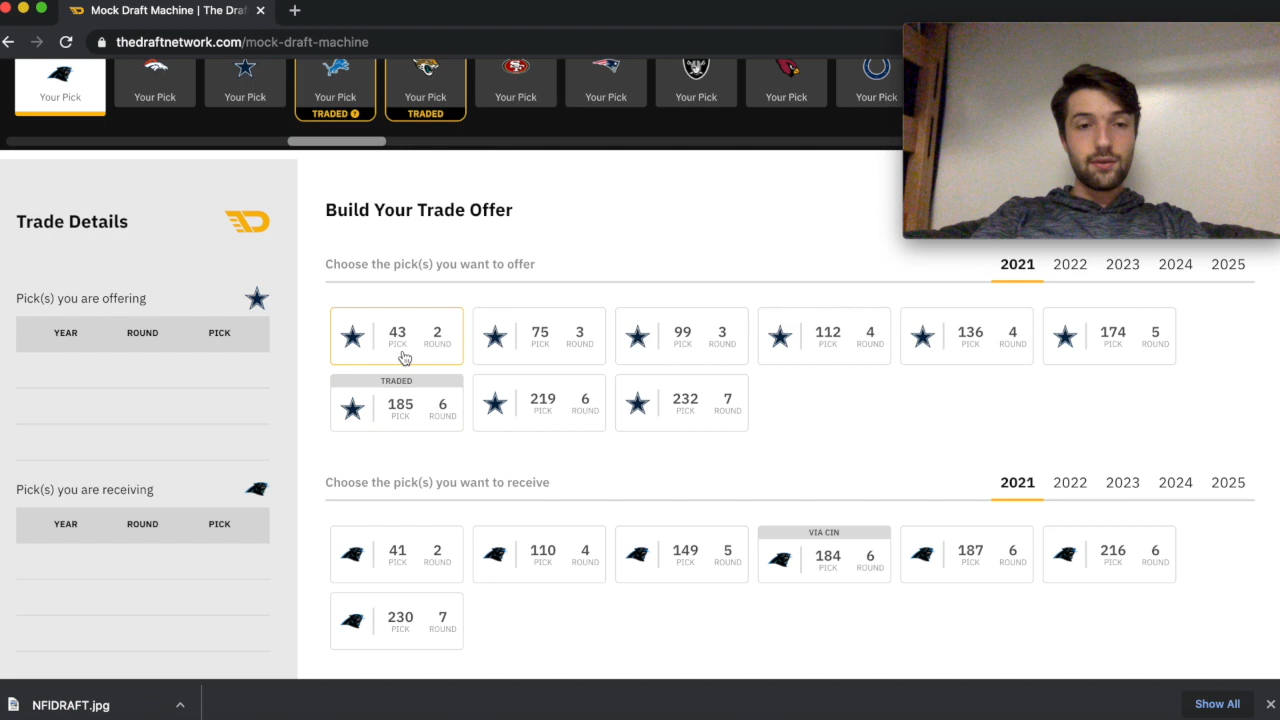 Mock Draft Machine | The Dra
thedraftnetwork.com/mock-draft-machine
Your Pick
Your Pick
Your Pick
Your Pick
Your Pick
Your Pick
Your Pick
Your Pick
Your Pick
Your Pick
TRADED ?
TRADED
Trade Details
Build Your Trade Offer
Choose the pick(s) you want to offer
2021 2022 2023 2024 2025
Pick(s) you are offering
YEAR ROUND PICK
43 2
PICK ROUND
75 3
PICK ROUND
99 3
PICK ROUND
112 4
PICK ROUND
136 4
PICK ROUND
174 5
PICK ROUND
TRADED
185 6
PICK ROUND
219 6
PICK ROUND
232 7
PICK ROUND
Pick(s) you are receiving
YEAR ROUND PICK
Choose the pick(s) you want to receive
2021 2022 2023 2024 2025
41 2
PICK ROUND
110 4
PICK ROUND
149 5
PICK ROUND
VIA CIN
184 6
PICK ROUND
187 6
PICK ROUND
216 6
PICK ROUND
230 7
PICK ROUND
NFlDRAFT.jpg
Show All